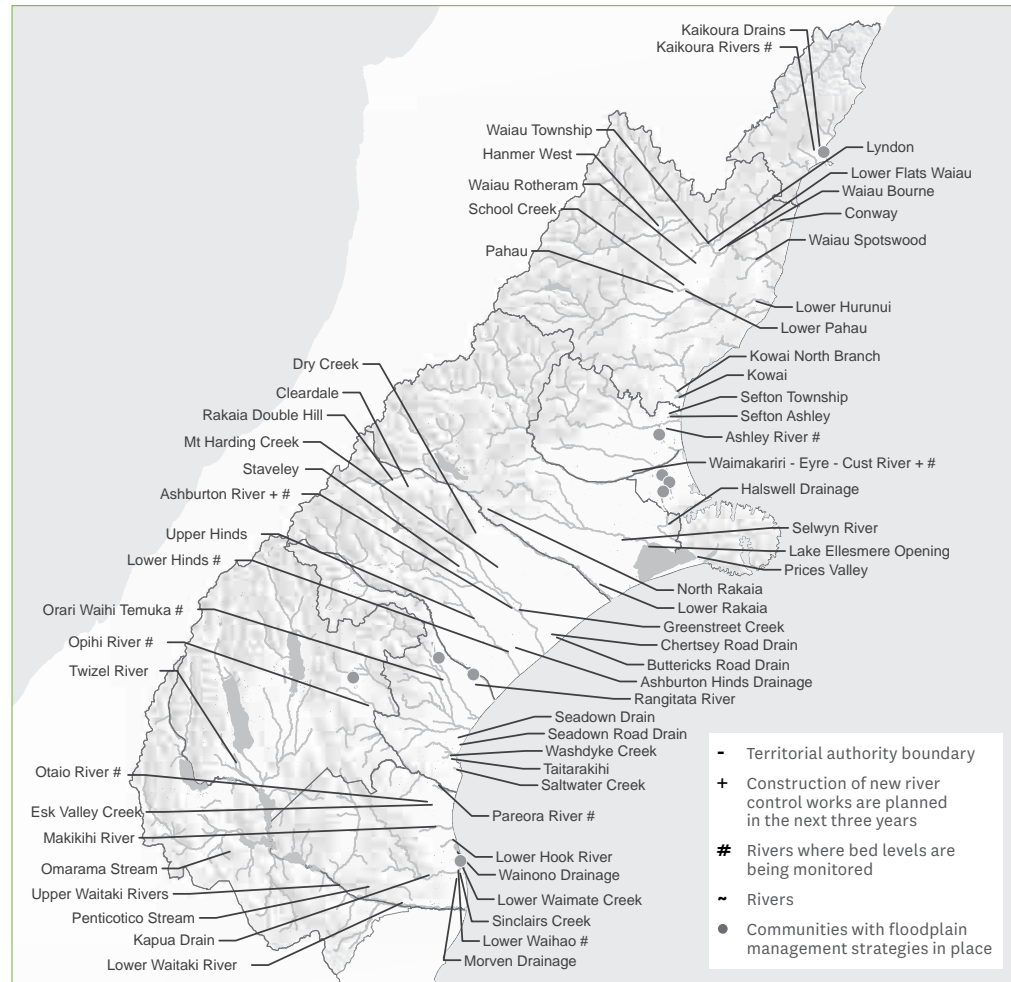 Kaikoura Drains
Kaikoura Rivers #
Waiau Township
Hanmer West
Waiau Rotheram
School Creek
Pahau
Lyndon
Lower Flats Waiau
Waiau Bourne
Conway
Waiau Spotswood
Lower Hurunui
Lower Pahau
Kowai North Branch
Kowai
Sefton Township
Sefton Ashley
Ashley River #
Waimakariri - Eyre - Cust River + #
Halswell Drainage
Selwyn River
Lake Ellesmere Opening
Prices Valley
Dry Creek
Cleardale
Rakaia Double Hill
Mt Harding Creek
Staveley
Ashburton River + #
Upper Hinds
Lower Hinds #
Orari Waihi Temuka #
Opihi River #
Twizel River
North Rakaia
Lower Rakaia
Greenstreet Creek
Chertsey Road Drain
Buttericks Road Drain
Ashburton Hinds Drainage
Rangitata River
Seadown Drain
Seadown Road Drain
Washdyke Creek
Taitarakihi
Saltwater Creek
Pareora River #
Otaio River #
Esk Valley Creek
Makikihi River
Omarama Stream
Upper Waitaki Rivers
Penticotico Stream
Kapua Drain
Lower Waitaki River
Lower Hook River
Wainono Drainage
Lower Waimate Creek
Sinclairs Creek
Lower Waihao #
Morven Drainage
- Territorial authority boundary
+ Construction of new river
control works are planned
in the next three years
# Rivers where bed levels are
being monitored
~ Rivers
● Communities with floodplain
management strategies in place